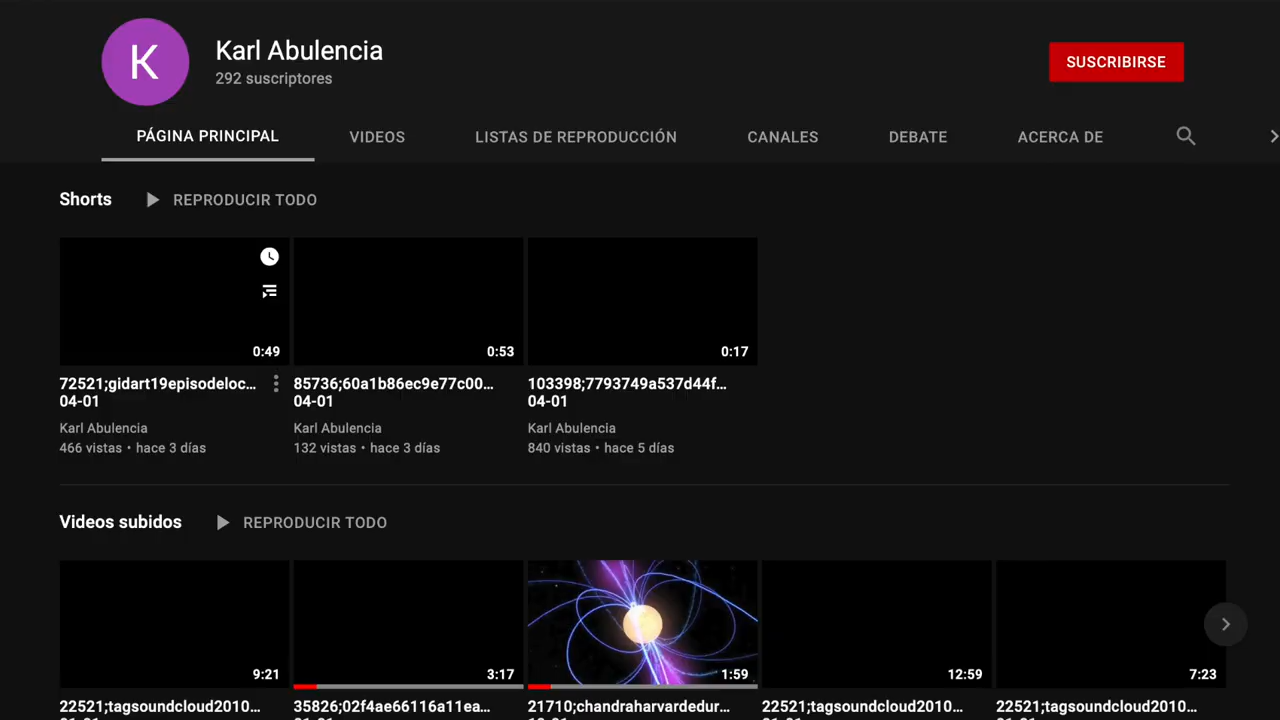 K
Karl Abulencia
292 suscriptores
SUSCRIBIRSE
PÁGINA PRINCIPAL VIDEOS LISTAS DE REPRODUCCIÓN CANALES DEBATE ACERCA DE
Shorts REPRODUCIR TODO
0:49 0:53 0:17
72521;gidart19episodeloc... 85736;60a1b86ec9e77c00... 103398;7793749a537d44f...
04-01 04-01 04-01
Karl Abulencia Karl Abulencia Karl Abulencia
466 vistas • hace 3 días 132 vistas • hace 3 días 840 vistas • hace 5 días
Videos subidos REPRODUCIR TODO
9:21 3:17 1:59 12:59 7:23
22521;tagsoundcloud2010... 35826;02f4ae66116a11ea... 21710;chandraharvardedur... 22521;tagsoundcloud2010... 22521;tagsoundcloud2010...